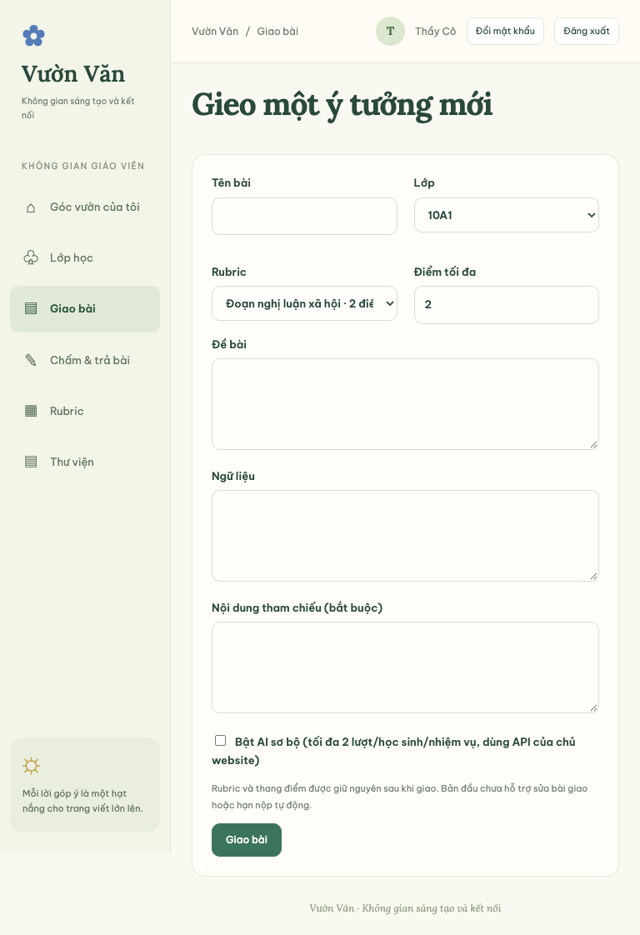 Vườn Văn
Không gian sáng tạo và kết
nối
KHÔNG GIAN GIÁO VIÊN
Góc vườn của tôi
Lớp học
Giao bài
Chấm & trả bài
Rubric
Thư viện
Mỗi lời góp ý là một hạt
nắng cho trang viết lớn lên.
Vườn Văn / Giao bài
T Thầy Cô Đổi mật khẩu Đăng xuất
Gieo một ý tưởng mới
Tên bài Lớp
10A1
Rubric Điểm tối đa
Đoạn nghị luận xã hội · 2 điể 2
Đề bài
Ngữ liệu
Nội dung tham chiếu (bắt buộc)
Bật AI sơ bộ (tối đa 2 lượt/học sinh/nhiệm vụ, dùng API của chủ
website)
Rubric và thang điểm được giữ nguyên sau khi giao. Bản đầu chưa hỗ trợ sửa bài giao
hoặc hạn nộp tự động.
Giao bài
Vườn Văn · Không gian sáng tạo và kết nối